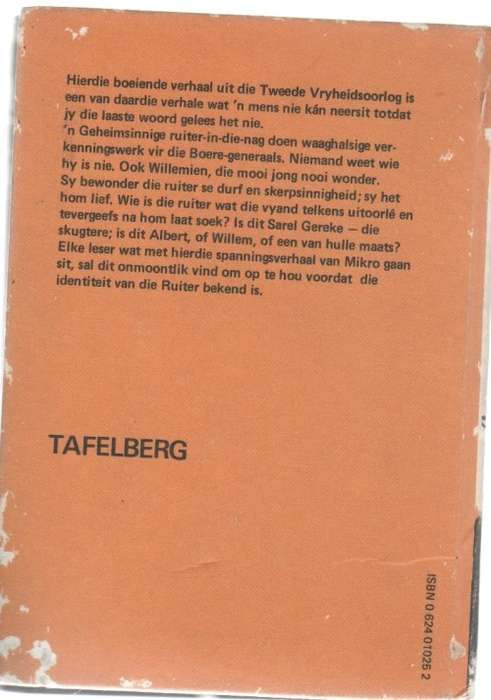 Hierdie boeiende verhaal uit die Tweede Vryheidsoorlog is
een van daardie verhale wat 'n mens nie kán neersit totdat
jy die laaste woord gelees het nie.
'n Geheimsinnige ruiter-in-die-nag doen waaghalsige ver-
kenningswerk vir die Boere-generaals. Niemand weet wie
hy is nie. Ook Willemien, die mooi jong nooi wonder.
Sy bewonder die ruiter se durf en skerpsinnigheid; sy het
hom lief. Wie is die ruiter wat die vyand telkens uitoorlê en
tevergeefs na hom laat soek? Is dit Sarel Gereke — die
skugtere; is dit Albert, of Willem, of een van hulle maats?
Elke leser wat met hierdie spanningsverhaal van Mikro gaan
sit, sal dit onmoontlik vind om op te hou voordat die
identiteit van die Ruiter bekend is.
TAFELBERG
ISBN 0 624 01025 2